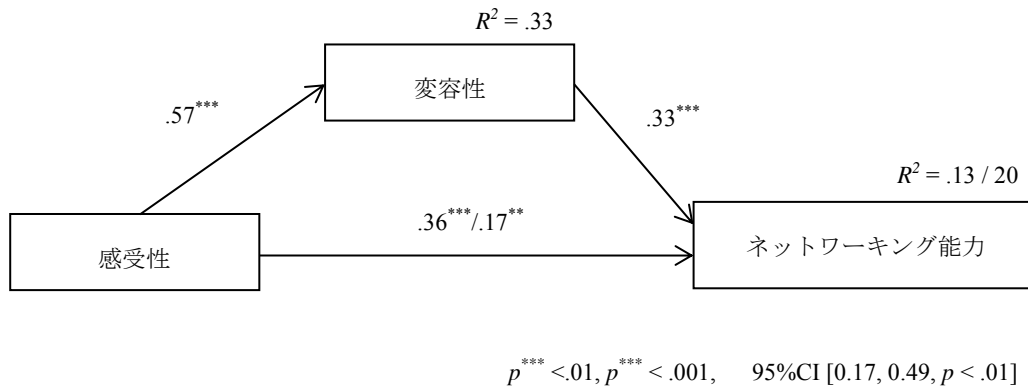 R² = .33
変容性
.57***
.33***
R² = .13 / 20
.36***/.17**
感受性
ネットワーキング能力
p*** <.01, p*** < .001, 95%CI [0.17, 0.49, p < .01]